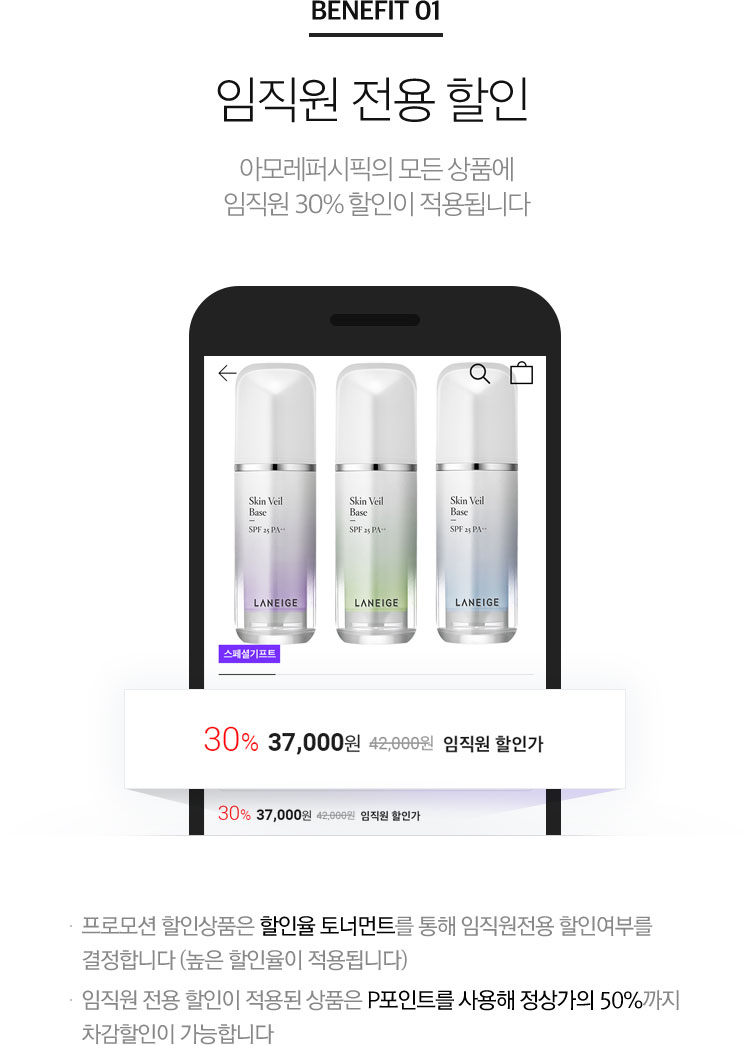 BENEFIT 01
임직원 전용 할인
아모레퍼시픽의 모든 상품에
임직원 30% 할인이 적용됩니다
Skin Veil
Base
SPF 25 PA++
LANEIGE
Skin Veil
Base
SPF 25 PA++
LANEIGE
Skin Veil
Base
SPF 25 PA++
LANEIGE
스페셜기프트
30% 37,000원 42,000원 임직원 할인가
30% 37,000원 42,000원 임직원 할인가
· 프로모션 할인상품은 할인율 토너먼트를 통해 임직원전용 할인여부를
결정합니다 (높은 할인율이 적용됩니다)
· 임직원 전용 할인이 적용된 상품은 P포인트를 사용해 정상가의 50%까지
차감할인이 가능합니다